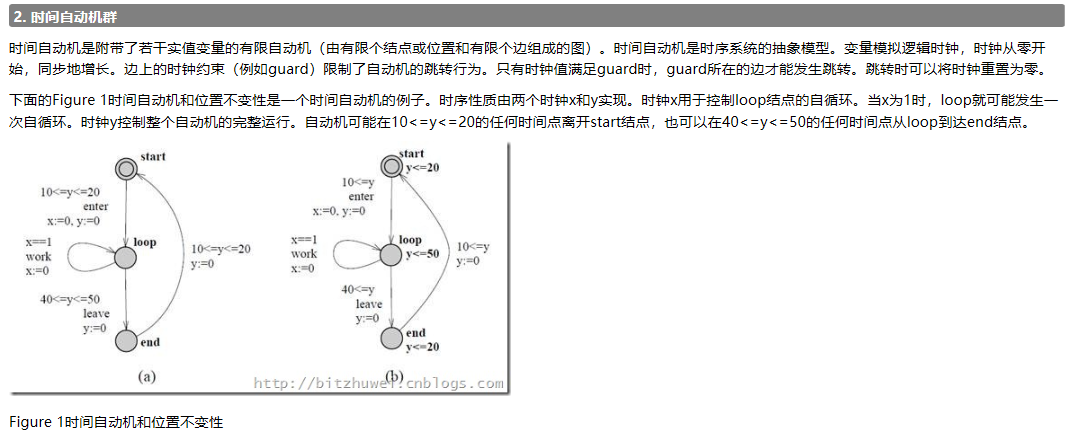 2. 时间自动机群
时间自动机是附带了若干实值变量的有限自动机（由有限个结点或位置和有限个边组成的图）。时间自动机是时序系统的抽象模型。变量模拟逻辑时钟，时钟从零开
始，同步地增长。边上的时钟约束（例如guard）限制了自动机的跳转行为。只有时钟值满足guard时，guard所在的边才能发生跳转。跳转时可以将时钟重置为零。
下面的Figure 1时间自动机和位置不变性是一个时间自动机的例子。时序性质由两个时钟x和y实现。时钟x用于控制loop结点的自循环。当x为1时，loop就可能发生一
次自循环。时钟y控制整个自动机的完整运行。自动机可能在10<=y<=20的任何时间点离开start结点，也可以在40<=y<=50的任何时间点从loop到达end结点。
start
10<=y<=20
enter
x:=0, y:=0
x==1
work
x:=0
loop
10<=y<=20
y:=0
40<=y<=50
leave
y:=0
end
(a)
start
y<=20
10<=y
enter
x:=0, y:=0
x==1
work
x:=0
loop
y<=50
10<=y
y:=0
40<=y
leave
y:=0
end
y<=20
(b)
http://bitzhuwei.cnblogs.com
Figure 1时间自动机和位置不变性